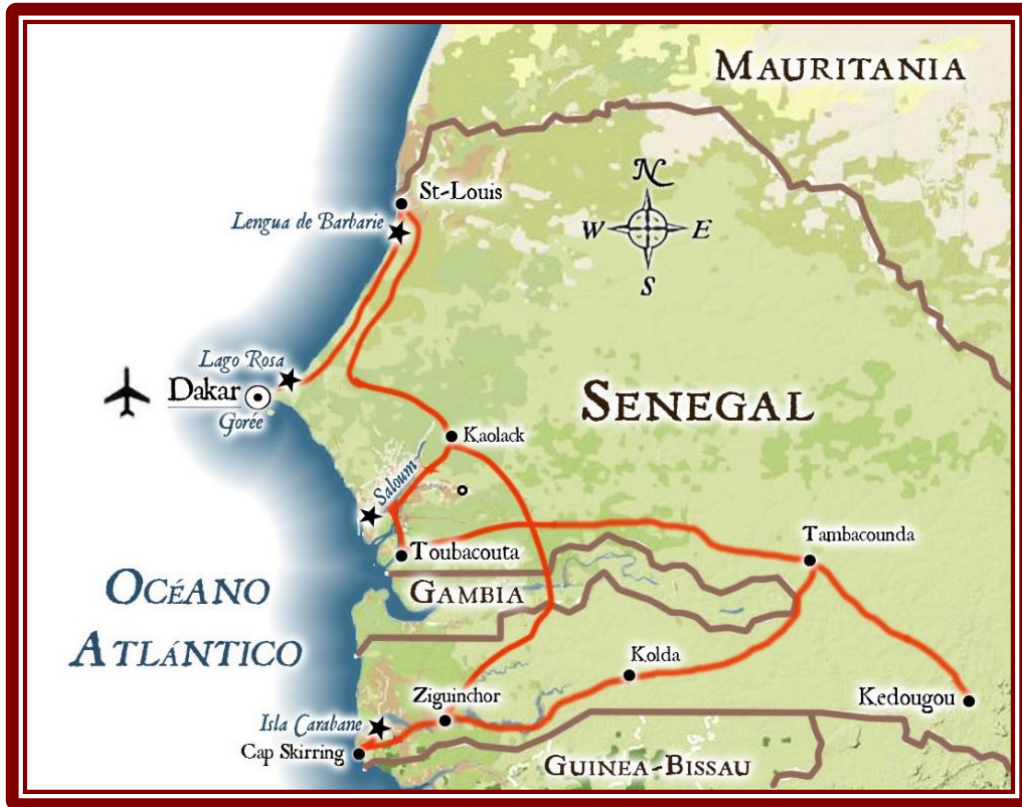 MAURITANIA
N
St-Louis
Lengua de Barbarie
W
E
S
Lago Rosa
Dakar
Gorée
SENEGAL
Kaolack
Saloum
Tambacounda
Toubacouta
GAMBIA
OCÉANO
ATLÁNTICO
Kolda
Ziguinchor
Kedougou
Isla Carabane
Cap Skirring
GUINEA-BISSAU